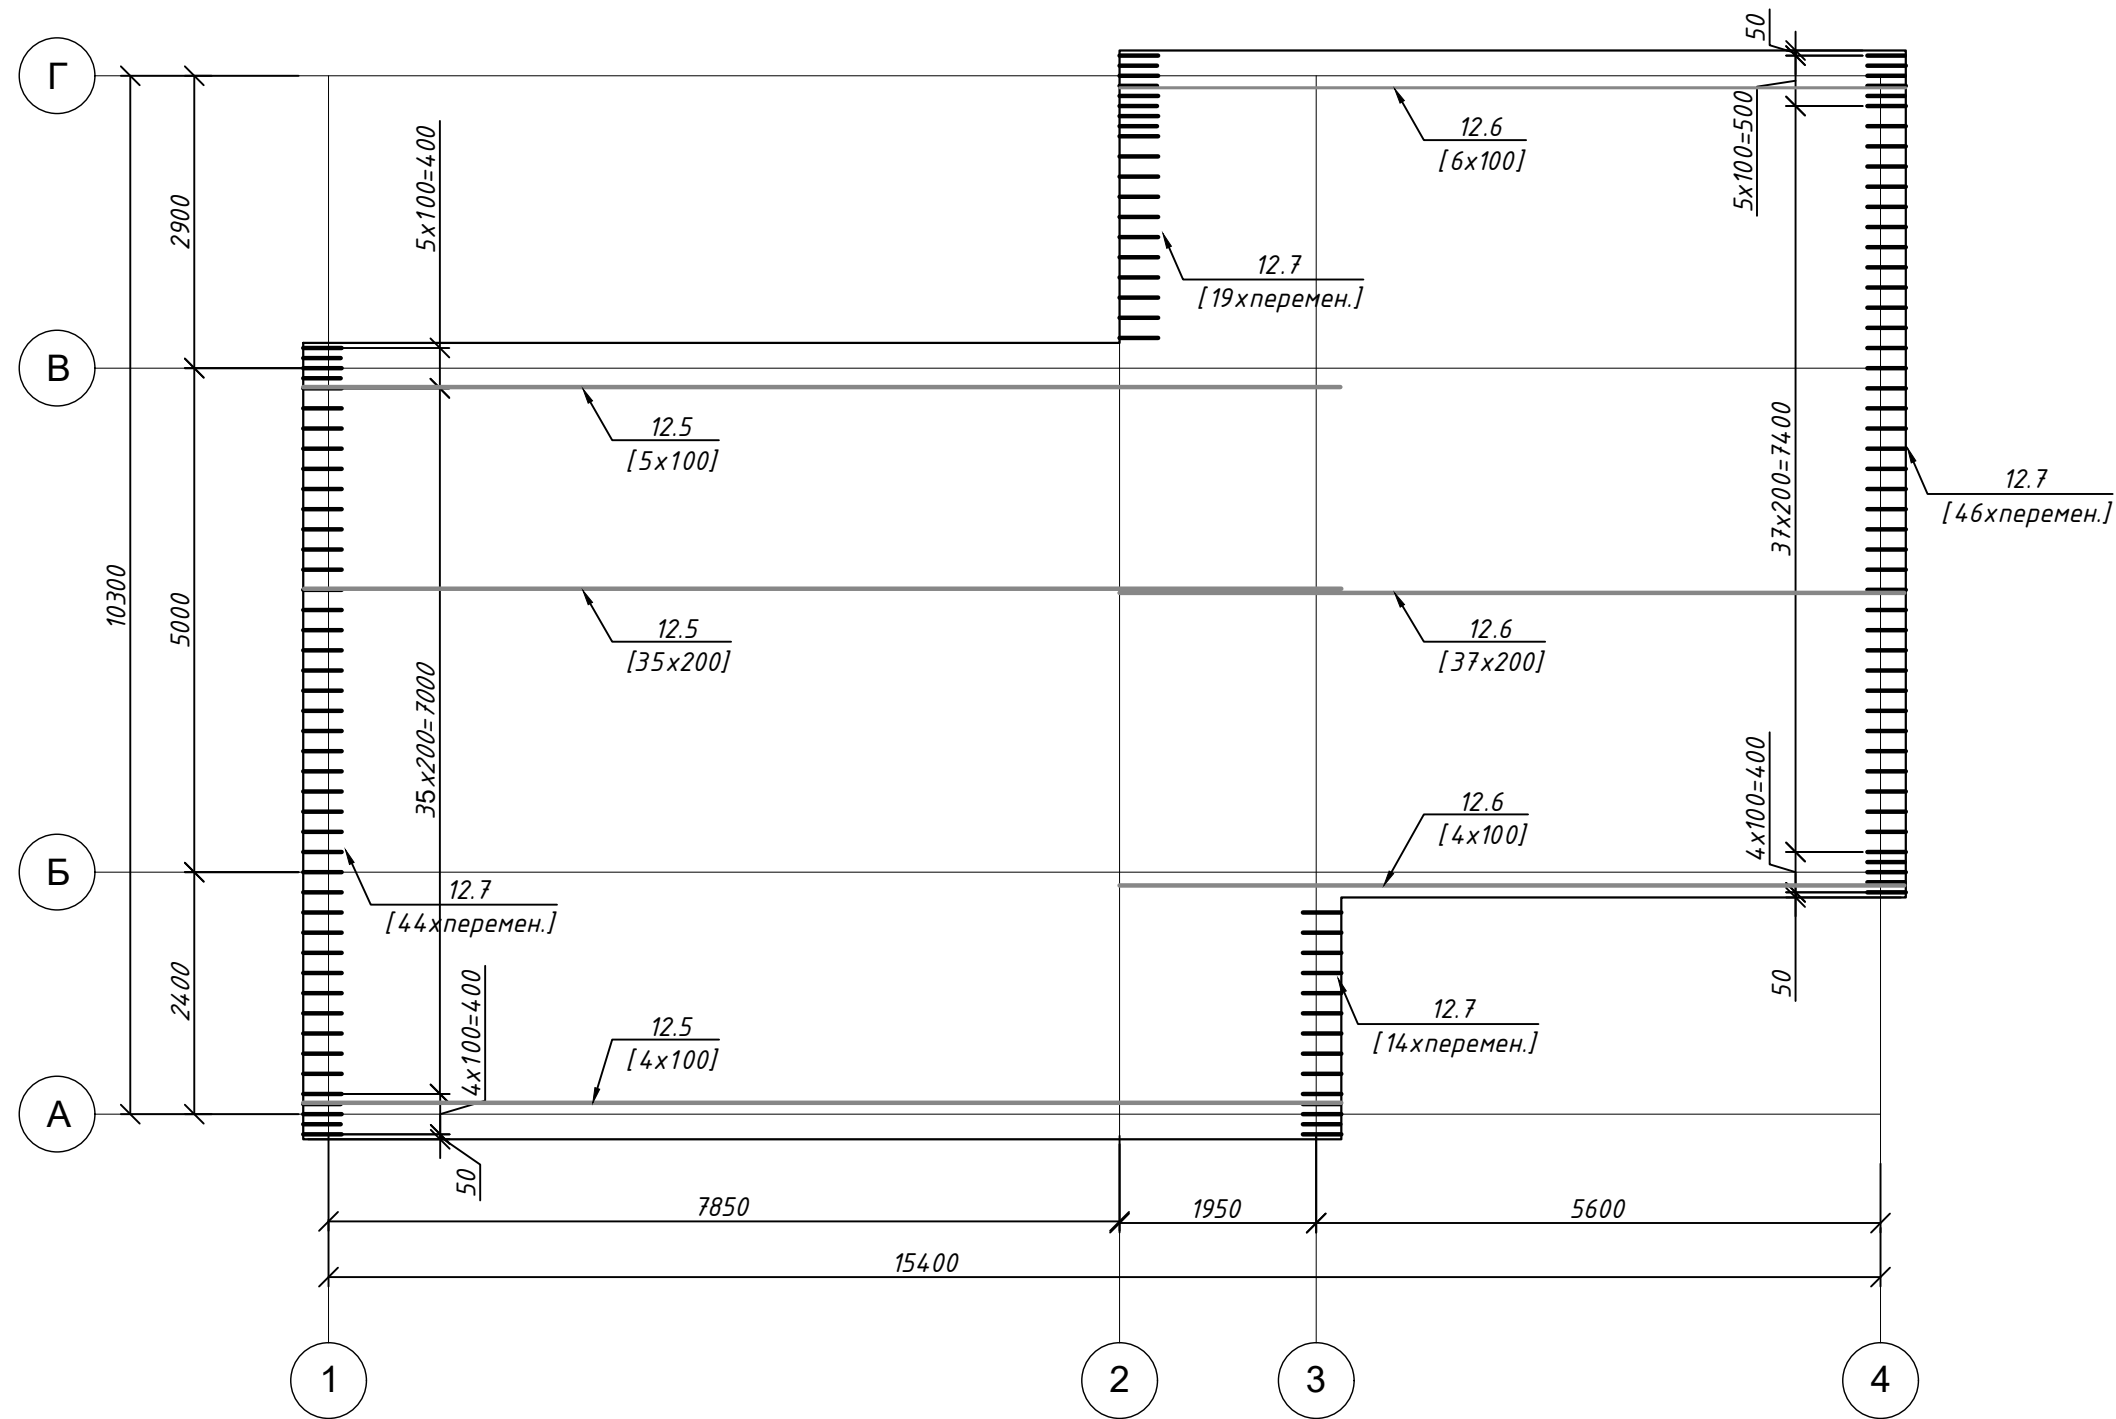 Г
В
Б
А
10300
2900
5000
2400
5x100=400
35x200=7000
4x100=400
50
12.5
[5x100]
12.5
[35x200]
12.7
[44xперемен.]
12.5
[4x100]
12.6
[6x100]
12.7
[19xперемен.]
12.6
[37x200]
12.6
[4x100]
12.7
[14xперемен.]
50
5x100=500
37x200=7400
4x100=400
50
12.7
[46xперемен.]
7850
1950
5600
15400
1
2
3
4